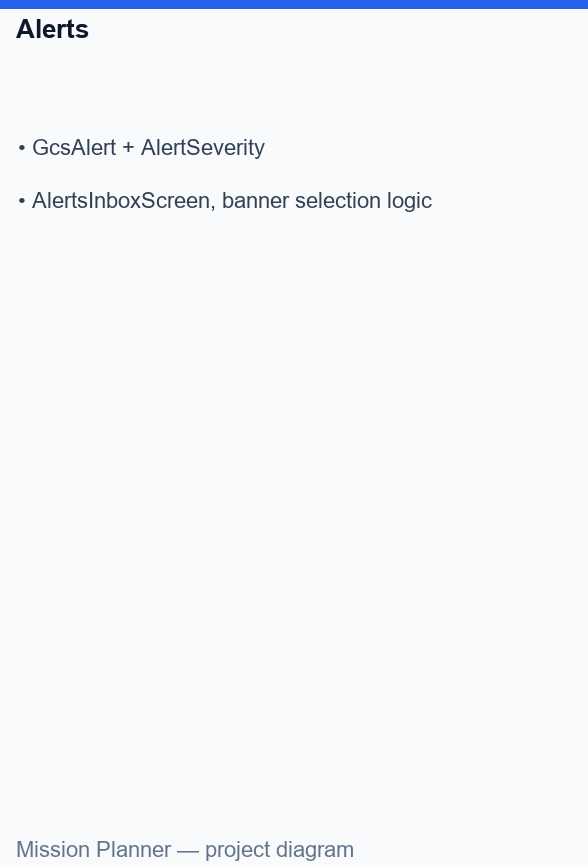 Alerts
• GcsAlert + AlertSeverity
• AlertsInboxScreen, banner selection logic
Mission Planner — project diagram